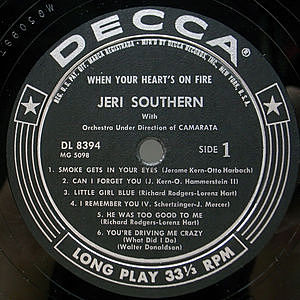 DECCA
REG. U.S. PAT. OFF. MARCA REGISTRADA • MF'D BY DECCA RECORDS, INC., NEW YORK, U.S.A.
WHEN YOUR HEART'S ON FIRE
JERI SOUTHERN
With
Orchestra Under Direction of CAMARATA
DL 8394
MG 5098
SIDE 1
1 - SMOKE GETS IN YOUR EYES (Jerome Kern-Otto Harbach)
2 - CAN I FORGET YOU (J. Kern-O. Hammerstein II)
3 - LITTLE GIRL BLUE (Richard Rodgers-Lorenz Hart)
4 - I REMEMBER YOU (V. Schertzinger-J. Mercer)
5 - HE WAS TOO GOOD TO ME
(Richard Rodgers-Lorenz Hart)
6 - YOU'RE DRIVING ME CRAZY
(What Did I Do)
(Walter Donaldson)
LONG PLAY 33⅓ RPM